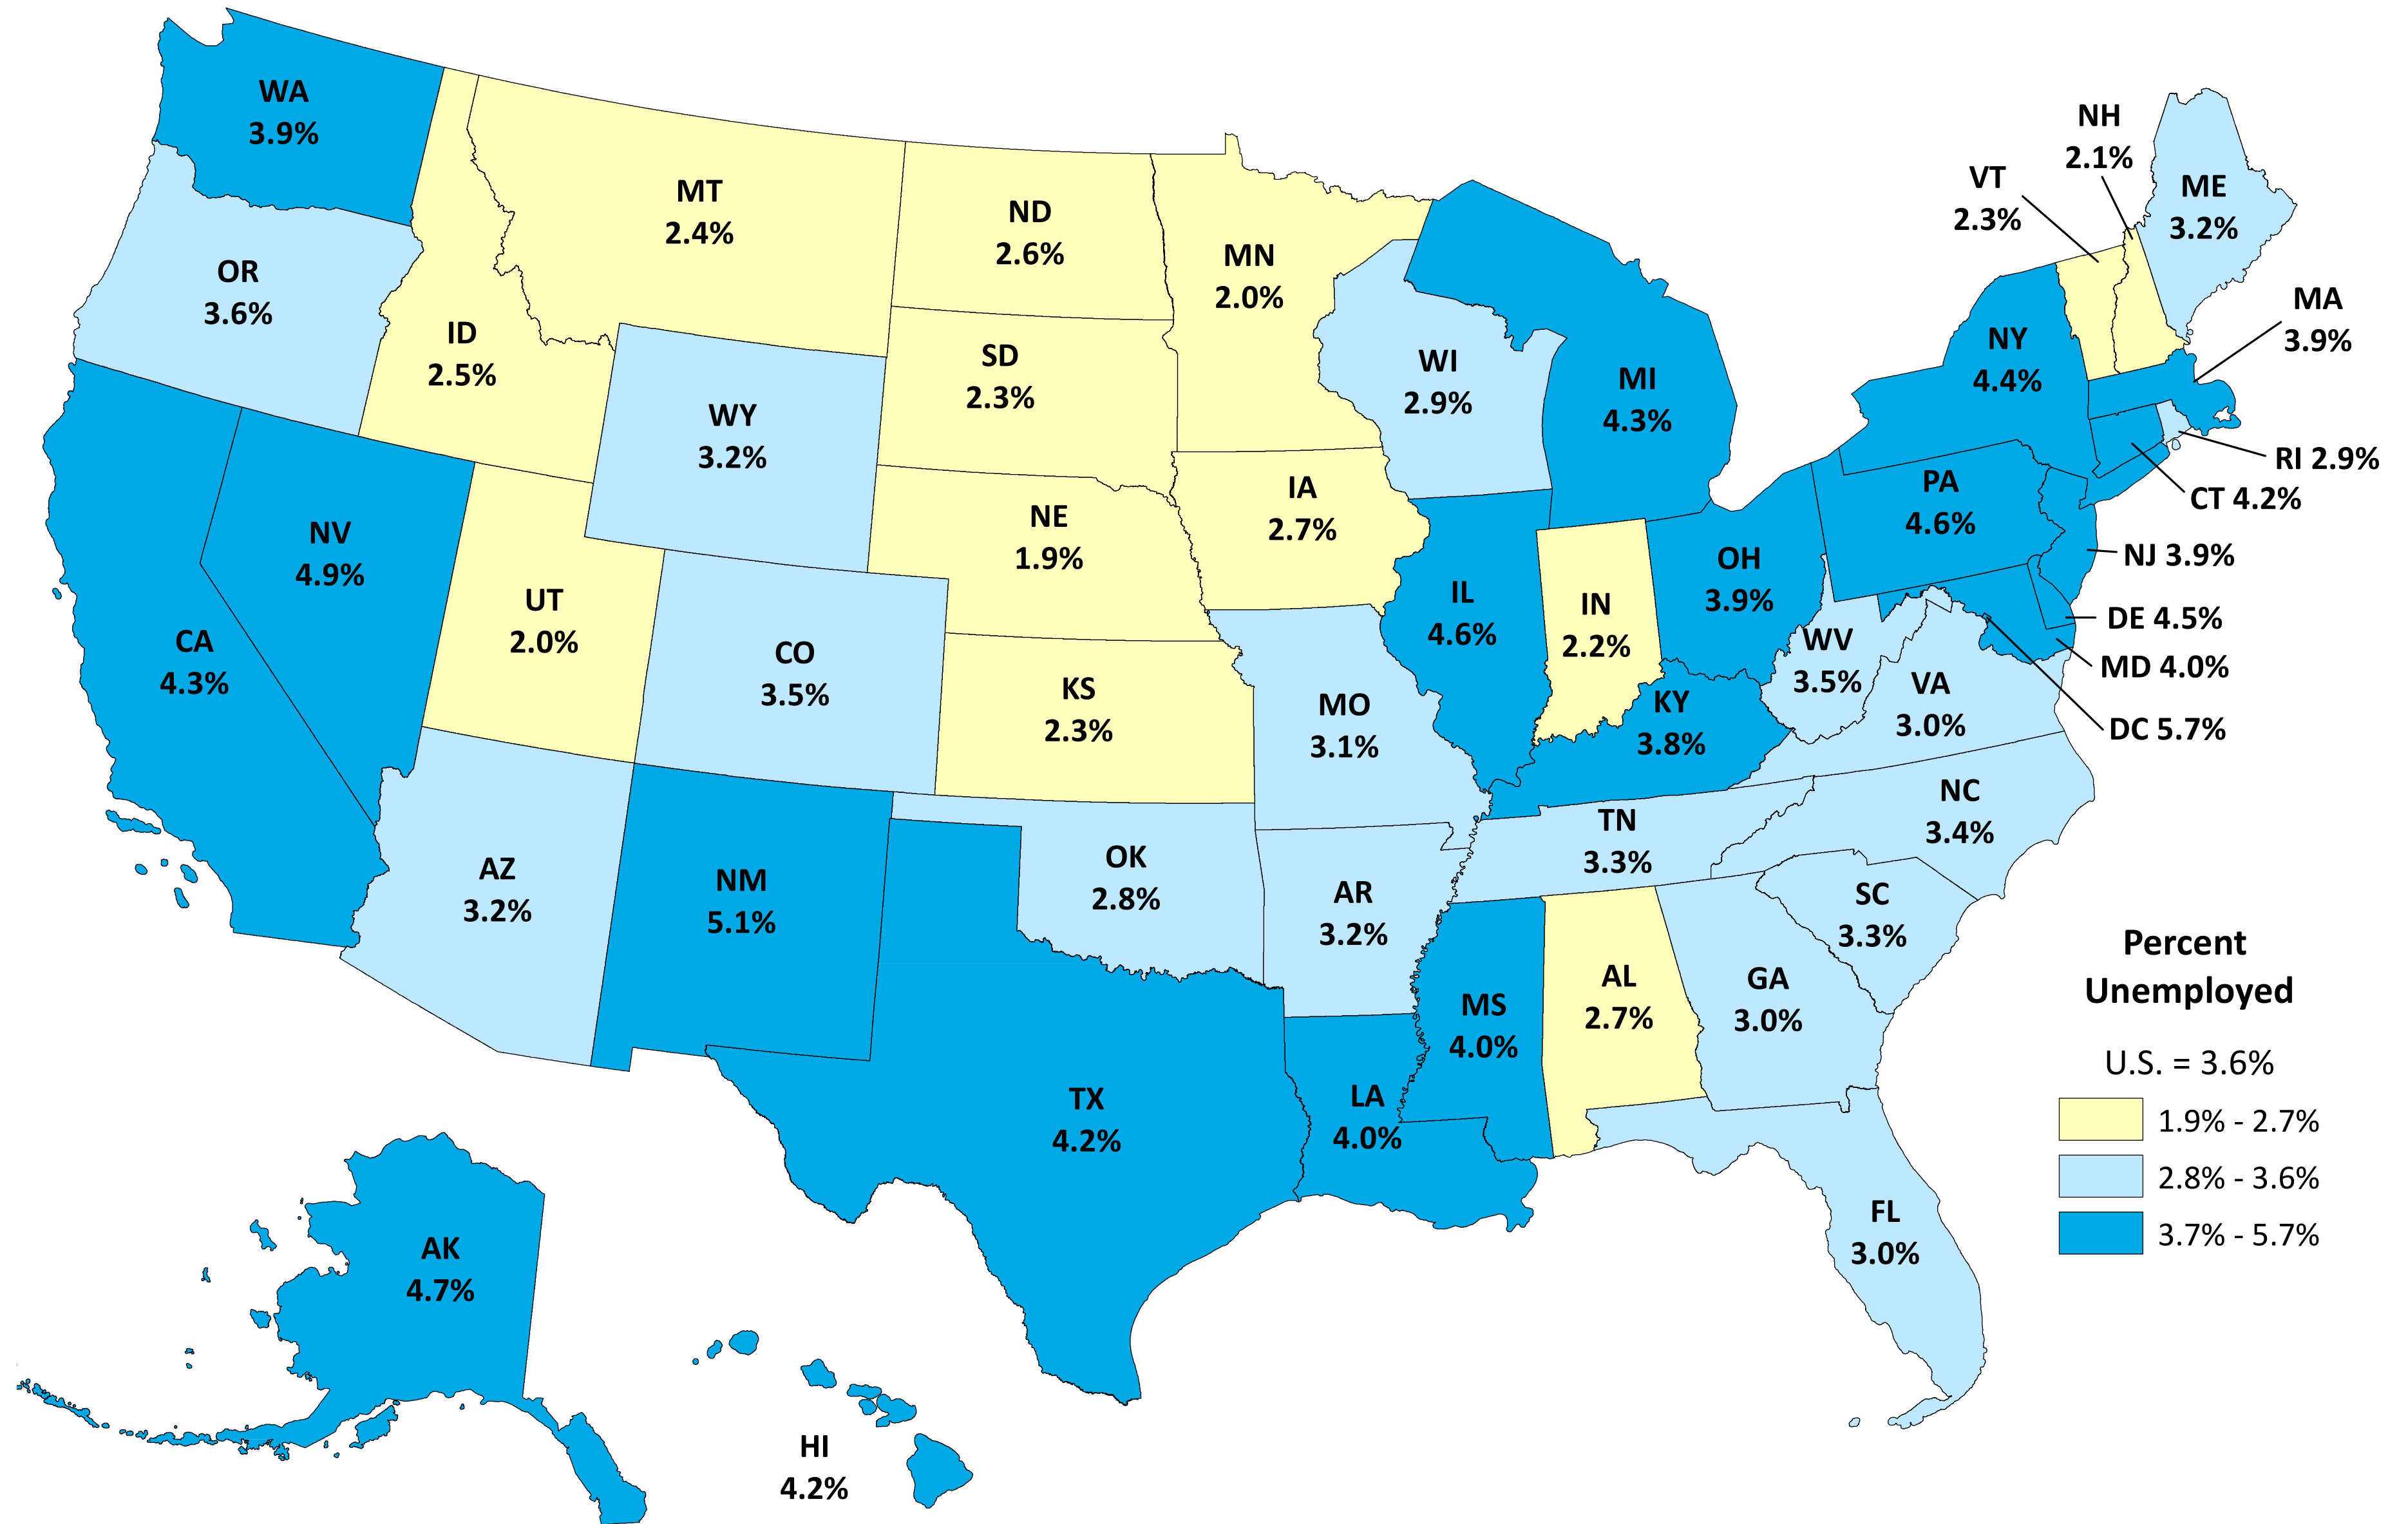 WA
3.9%
OR
3.6%
CA
4.3%
NV
4.9%
ID
2.5%
MT
2.4%
WY
3.2%
UT
2.0%
CO
3.5%
AZ
3.2%
NM
5.1%
ND
2.6%
SD
2.3%
NE
1.9%
KS
2.3%
OK
2.8%
TX
4.2%
MN
2.0%
IA
2.7%
MO
3.1%
AR
3.2%
LA
4.0%
WI
2.9%
IL
4.6%
MI
4.3%
IN
2.2%
OH
3.9%
KY
3.8%
TN
3.3%
MS
4.0%
AL
2.7%
GA
3.0%
FL
3.0%
SC
3.3%
NC
3.4%
VA
3.0%
WV
3.5%
PA
4.6%
NY
4.4%
VT
2.3%
NH
2.1%
ME
3.2%
MA
3.9%
RI 2.9%
CT 4.2%
NJ 3.9%
DE 4.5%
MD 4.0%
DC 5.7%
AK
4.7%
HI
4.2%
Percent
Unemployed
U.S. = 3.6%
1.9% - 2.7%
2.8% - 3.6%
3.7% - 5.7%